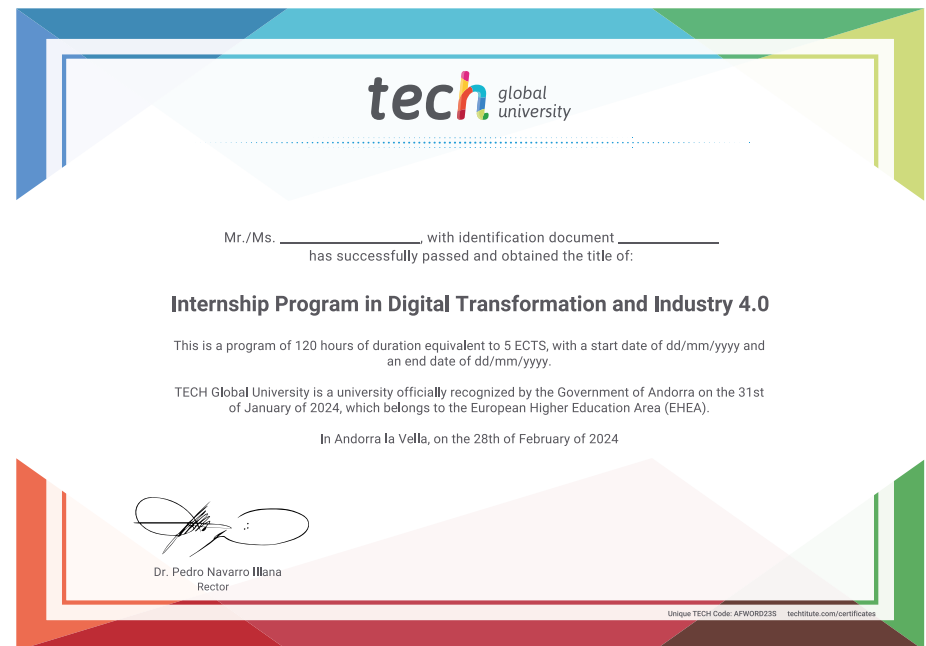 tech global
university
Mr./Ms. ____________, with identification document ____________
has successfully passed and obtained the title of:
Internship Program in Digital Transformation and Industry 4.0
This is a program of 120 hours of duration equivalent to 5 ECTS, with a start date of dd/mm/yyyy and
an end date of dd/mm/yyyy.
TECH Global University is a university officially recognized by the Government of Andorra on the 31st
of January of 2024, which belongs to the European Higher Education Area (EHEA).
In Andorra la Vella, on the 28th of February of 2024
Dr. Pedro Navarro Illana
Rector
Unique TECH Code: AFWORD23S techtitute.com/certificates